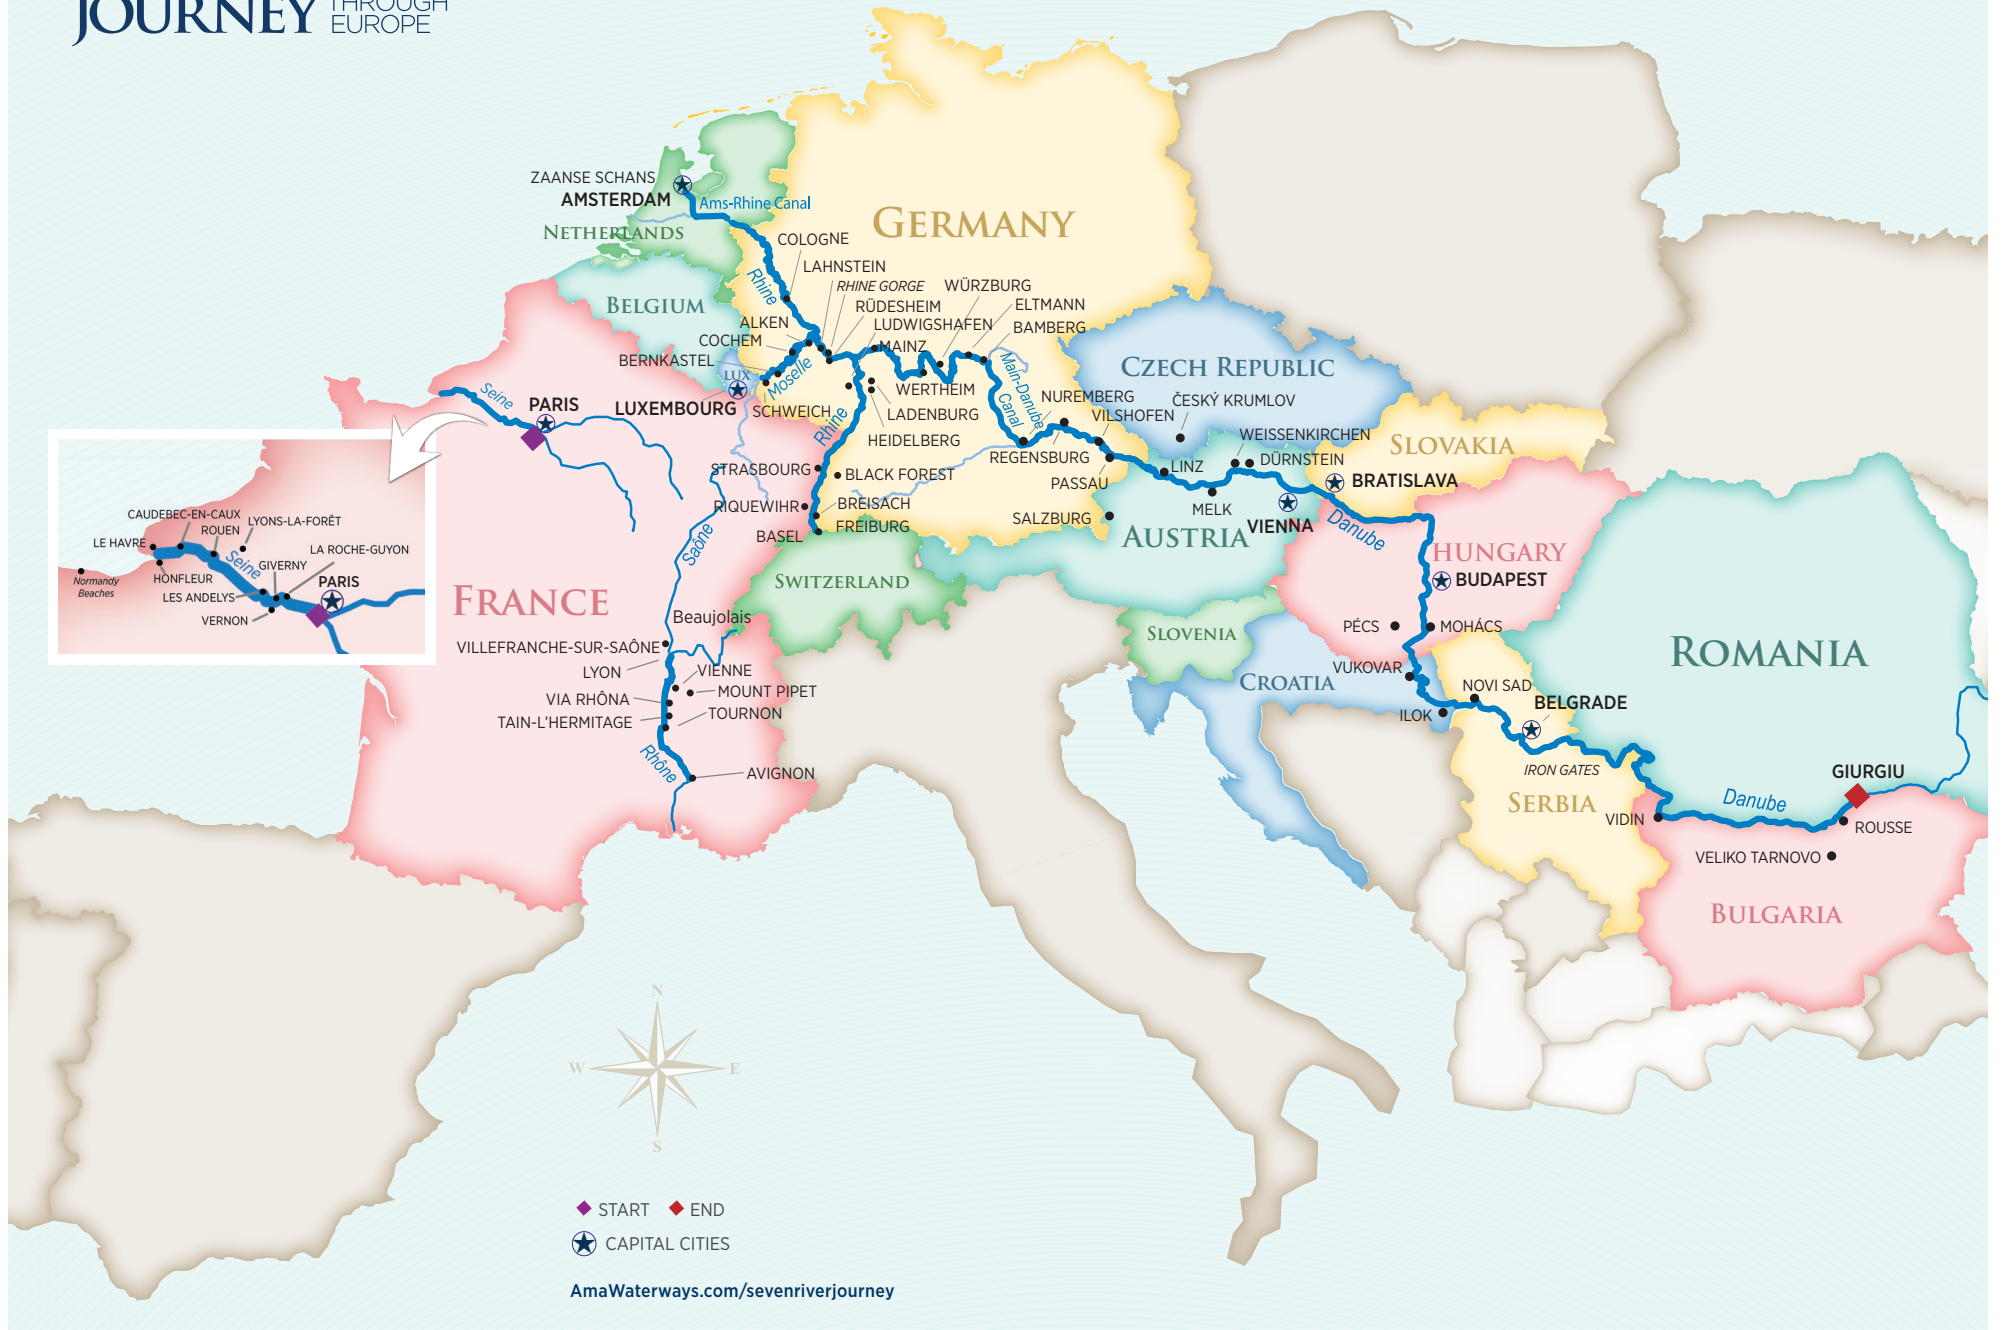 JOURNEY THROUGH
EUROPE
ZAANSE SCHANS
AMSTERDAM
Ams-Rhine Canal
NETHERLANDS
GERMANY
COLOGNE
LAHNSTEIN
RHINE GORGE
WÜRZBURG
Rhine
RÜDESHEIM
ELTMANN
BELGIUM
ALKEN
LUDWIGSHAFEN
BAMBERG
COCHEM
MAINZ
BERNKASTEL
LUX
Moselle
WERTHEIM
Main-Danube
Canal
CZECH REPUBLIC
Seine
PARIS
LUXEMBOURG
SCHWEICH
LADENBURG
NUREMBERG
ČESKÝ KRUMLOV
VILSHOFEN
Rhine
HEIDELBERG
WEISSENKIRCHEN
SLOVAKIA
REGENSBURG
DÜRNSTEIN
STRASBOURG
BLACK FOREST
LINZ
PASSAU
BRATISLAVA
RIQUEWIHR
BREISACH
MELK
SALZBURG
FREIBURG
VIENNA
Danube
BASEL
AUSTRIA
Saône
HUNGARY
SWITZERLAND
BUDAPEST
CAUDEBEC-EN-CAUX
ROUEN
LYONS-LA-FORÊT
LE HAVRE
LA ROCHE-GUYON
Seine
GIVERNY
HONFLEUR
PARIS
Normandy
Beaches
LES ANDELYS
VERNON
FRANCE
Beaujolais
SLOVENIA
PÉCS
MOHÁCS
VILLEFRANCHE-SUR-SAÔNE
ROMANIA
LYON
VIENNE
VUKOVAR
CROATIA
NOVI SAD
VIA RHÔNA
MOUNT PIPET
BELGRADE
TAIN-L'HERMITAGE
TOURNON
ILOK
Rhône
AVIGNON
IRON GATES
GIURGIU
SERBIA
Danube
VIDIN
ROUSSE
VELIKO TARNOVO
BULGARIA
N
W
E
S
START
END
CAPITAL CITIES
AmaWaterways.com/sevenriverjourney